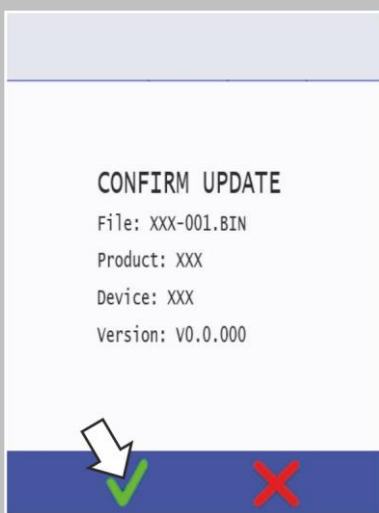 CONFIRM UPDATE
File: XXX-001.BIN
Product: XXX
Device: XXX
Version: V0.0.000